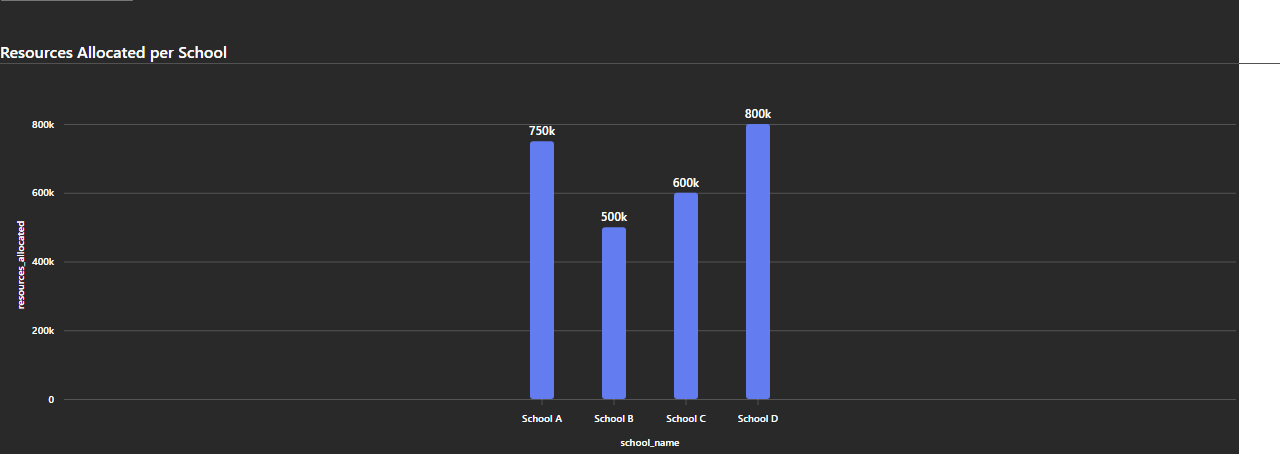 Resources Allocated per School
800k
750k
800k
600k
600k
500k
400k
200k
0
resources_allocated
School A School B School C School D
school_name